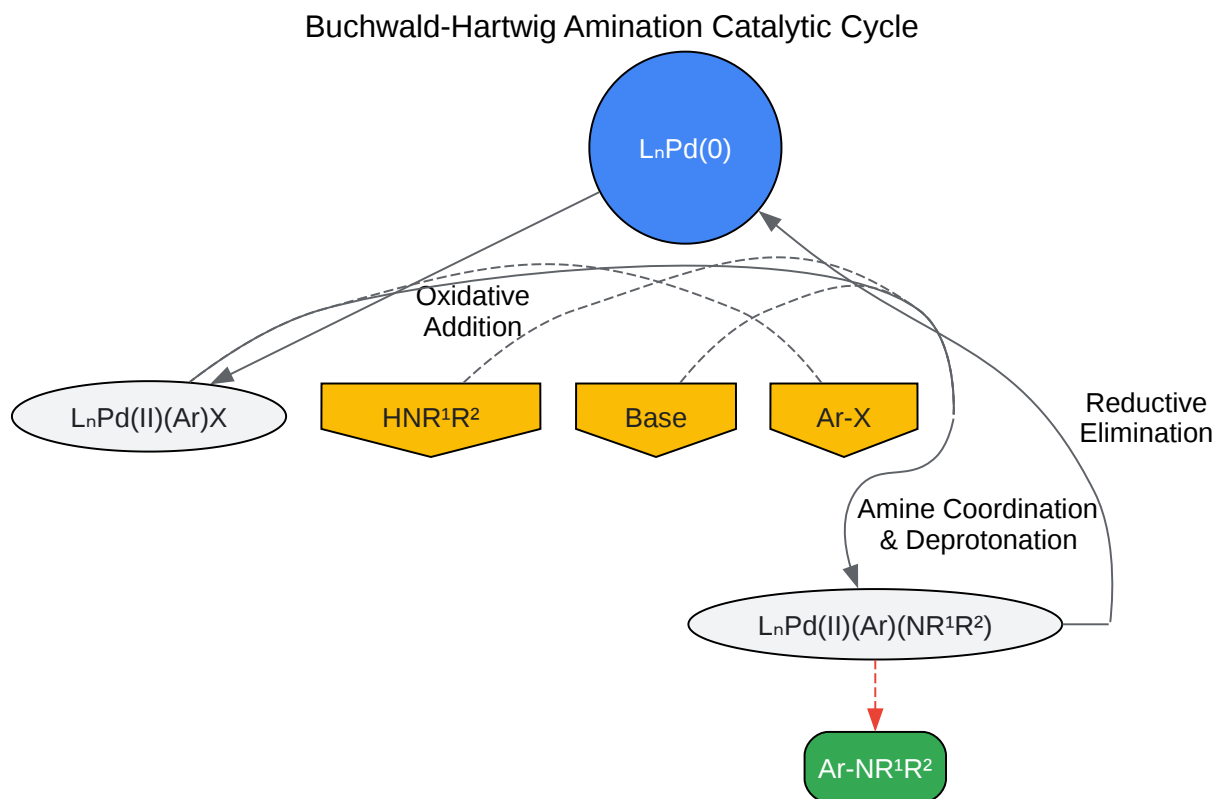 Buchwald-Hartwig Amination Catalytic Cycle
LₙPd(0)
Oxidative
Addition
LₙPd(II)(Ar)X
HNR¹R²
Base
Ar-X
Reductive
Elimination
Amine Coordination
& Deprotonation
LₙPd(II)(Ar)(NR¹R²)
Ar-NR¹R²